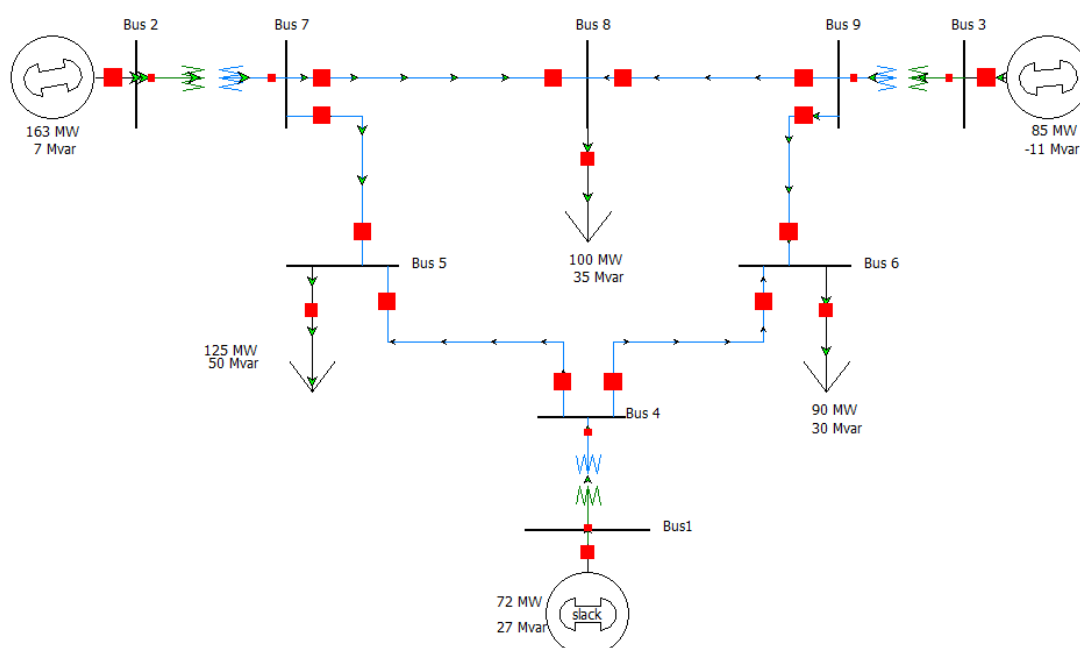 Bus 2
Bus 7
Bus 8
Bus 9
Bus 3
163 MW
7 Mvar
85 MW
-11 Mvar
100 MW
35 Mvar
Bus 5
Bus 6
125 MW
50 Mvar
90 MW
30 Mvar
Bus 4
Bus1
72 MW
27 Mvar
slack